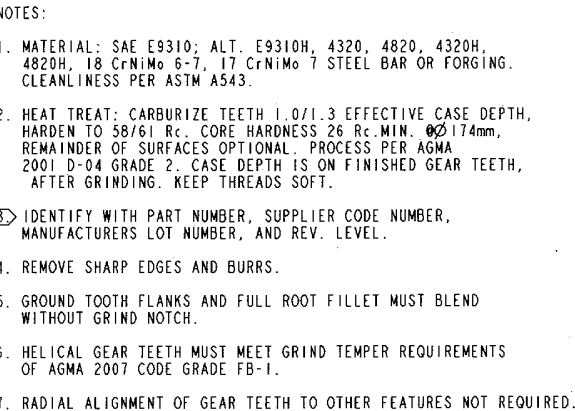 NOTES:
1. MATERIAL: SAE E9310; ALT. E9310H, 4320, 4820, 4320H,
4820H, 18 CrNiMo 6-7, 17 CrNiMo 7 STEEL BAR OR FORGING.
CLEANLINESS PER ASTM A543.
2. HEAT TREAT: CARBURIZE TEETH 1.0/1.3 EFFECTIVE CASE DEPTH,
HARDEN TO 58/61 Rc. CORE HARDNESS 26 Rc.MIN. @Ø174mm,
REMAINDER OF SURFACES OPTIONAL. PROCESS PER AGMA
2001 D-04 GRADE 2. CASE DEPTH IS ON FINISHED GEAR TEETH,
AFTER GRINDING. KEEP THREADS SOFT.
3. IDENTIFY WITH PART NUMBER, SUPPLIER CODE NUMBER,
MANUFACTURERS LOT NUMBER, AND REV. LEVEL.
4. REMOVE SHARP EDGES AND BURRS.
5. GROUND TOOTH FLANKS AND FULL ROOT FILLET MUST BLEND
WITHOUT GRIND NOTCH.
6. HELICAL GEAR TEETH MUST MEET GRIND TEMPER REQUIREMENTS
OF AGMA 2007 CODE GRADE FB-1.
7. RADIAL ALIGNMENT OF GEAR TEETH TO OTHER FEATURES NOT REQUIRED.